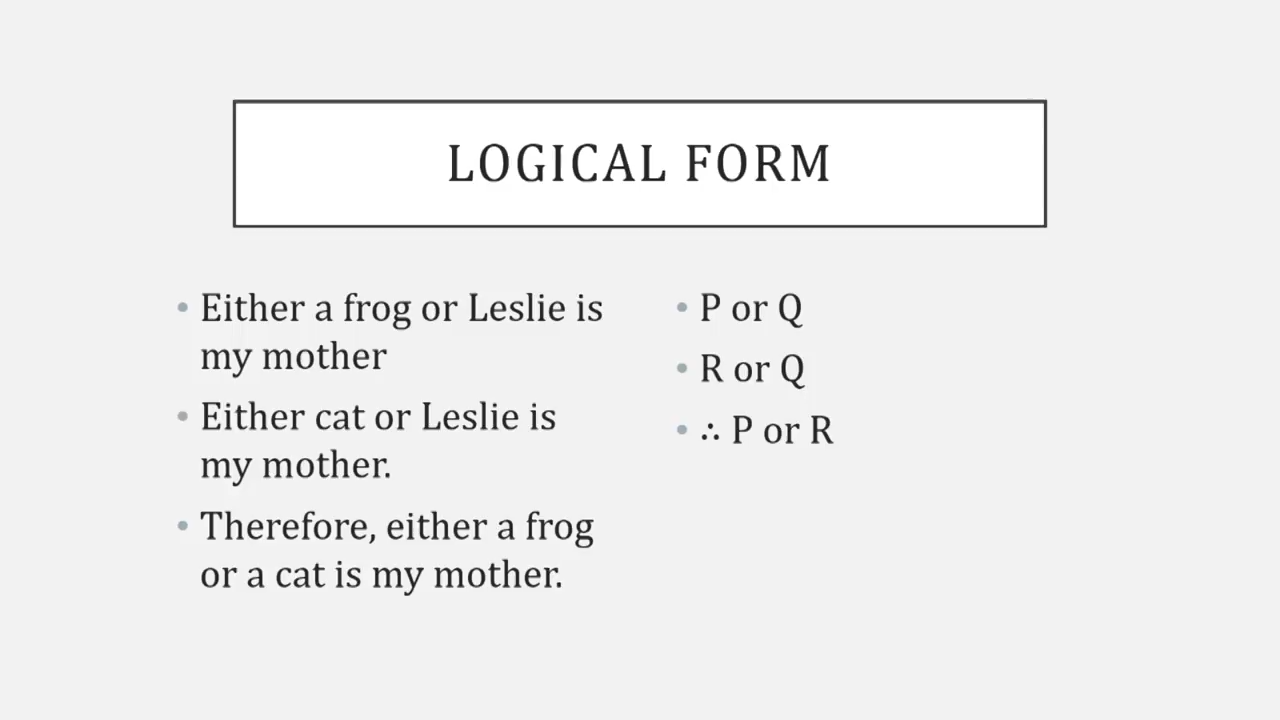 LOGICAL FORM
• Either a frog or Leslie is
my mother
• Either cat or Leslie is
my mother.
• Therefore, either a frog
or a cat is my mother.
• P or Q
• R or Q
• ∴ P or R